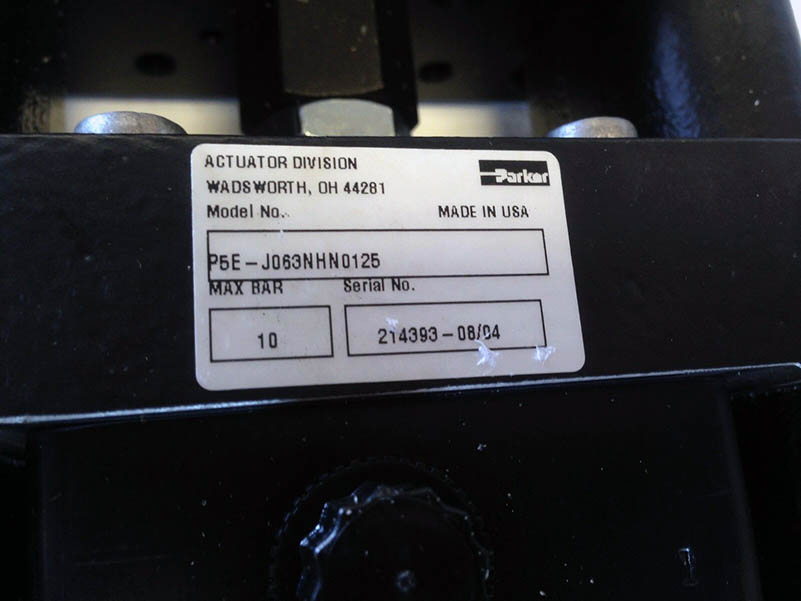 ACTUATOR DIVISION
Parker
WADSWORTH, OH 44281
Model No.
MADE IN USA
P5E-J063NHN0125
MAX BAR
Serial No.
10
214393-08/04